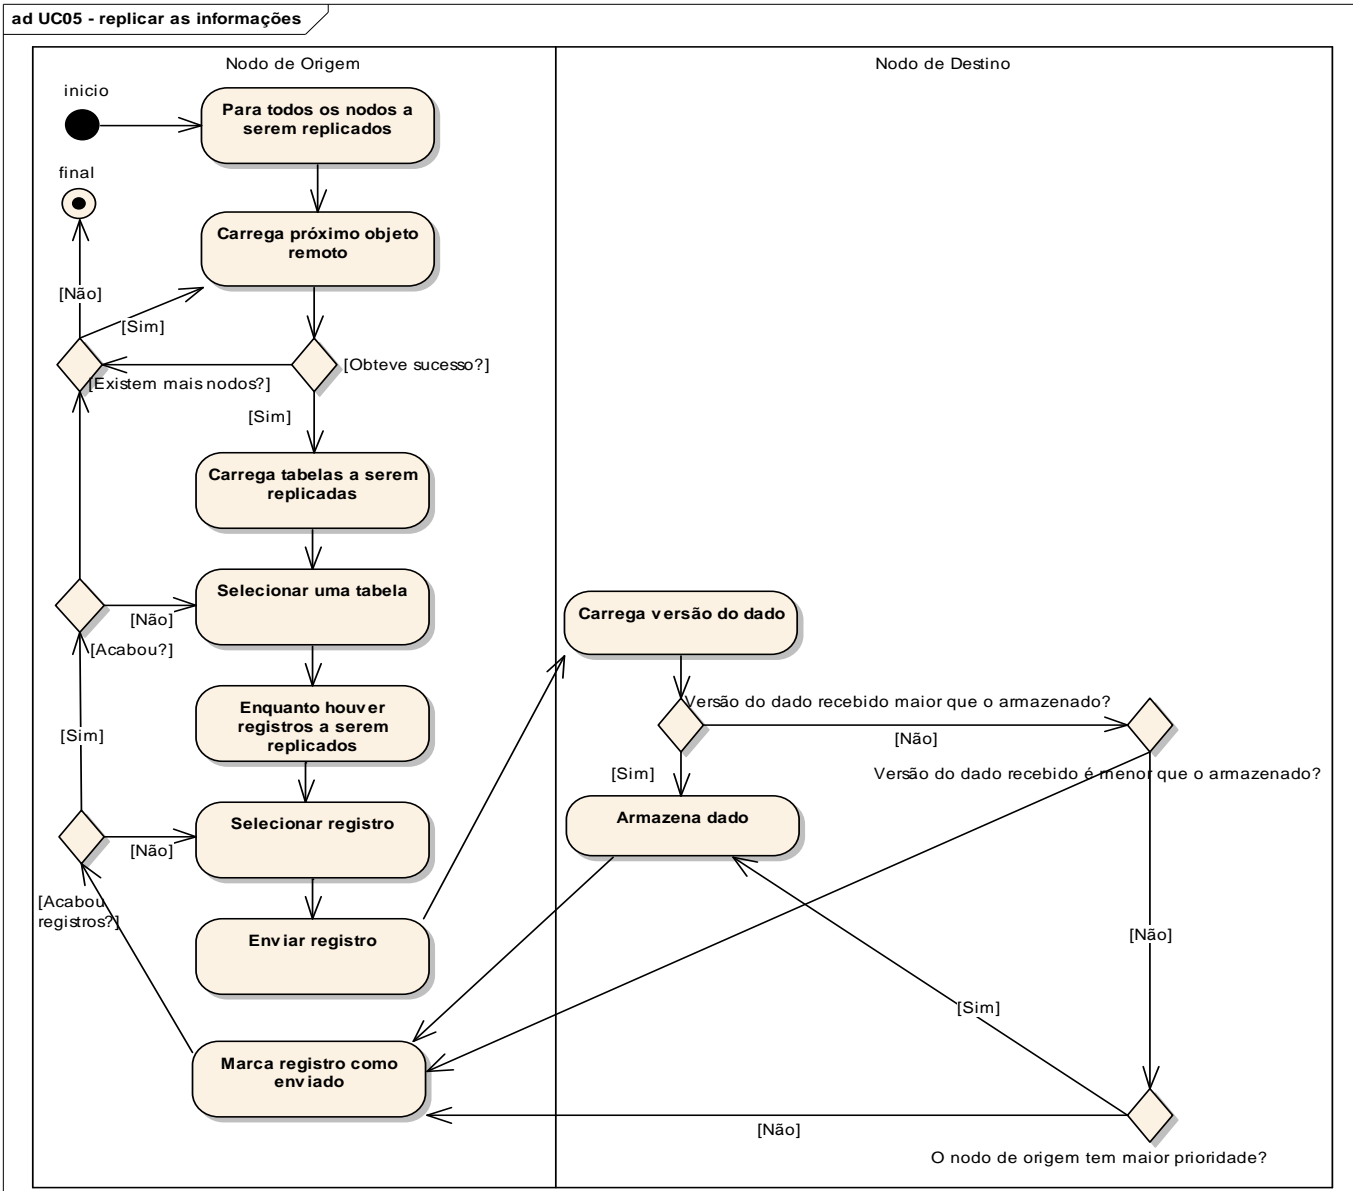 ad UC05 - replicar as informações
Nodo de Origem
Nodo de Destino
inicio
Para todos os nodos a
serem replicados
final
Carrega próximo objeto
remoto
[Não]
[Sim]
[Obteve sucesso?]
[Existem mais nodos?]
[Sim]
Carrega tabelas a serem
replicadas
Selecionar uma tabela
[Não]
[Acabou?]
Carrega versão do dado
Enquanto houver
registros a serem
replicados
Versão do dado recebido maior que o armazenado?
[Sim]
[Não]
[Sim]
Versão do dado recebido é menor que o armazenado?
Selecionar registro
Armazena dado
[Não]
[Acabou
registros?]
Enviar registro
[Não]
[Sim]
Marca registro como
enviado
[Não]
O nodo de origem tem maior prioridade?